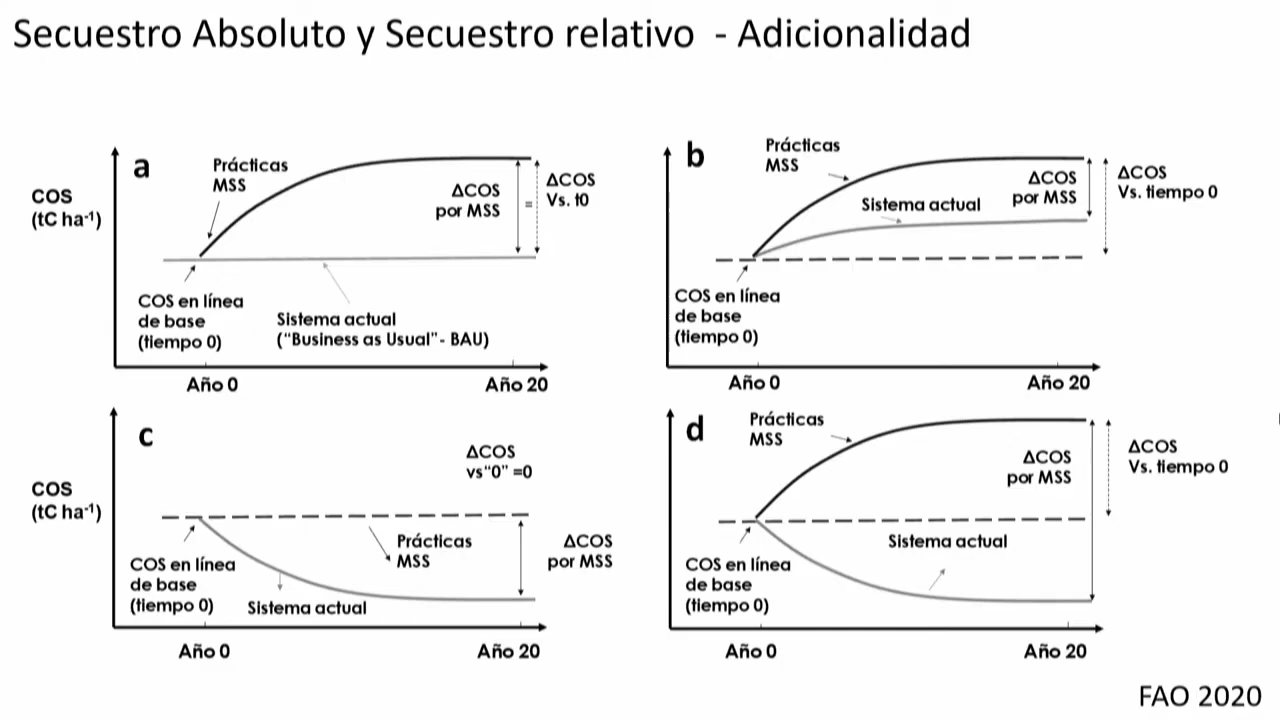 Secuestro Absoluto y Secuestro relativo - Adicionalidad
a
Prácticas
MSS
COS
(tC ha-1)
ΔCOS
por MSS
=
ΔCOS
Vs. t0
COS en línea
de base
(tiempo 0)
Sistema actual
("Business as Usual"- BAU)
Año 0
Año 20
b
Prácticas
MSS
Sistema actual
ΔCOS
por MSS
ΔCOS
Vs. tiempo 0
COS en línea
de base
(tiempo 0)
Año 0
Año 20
c
ΔCOS
vs"0" =0
COS
(tC ha-1)
Prácticas
MSS
ΔCOS
por MSS
COS en línea
de base
(tiempo 0)
Sistema actual
Año 0
Año 20
d
Prácticas
MSS
ΔCOS
por MSS
ΔCOS
Vs. tiempo 0
Sistema actual
COS en línea
de base
(tiempo 0)
Año 0
Año 20
FAO 2020